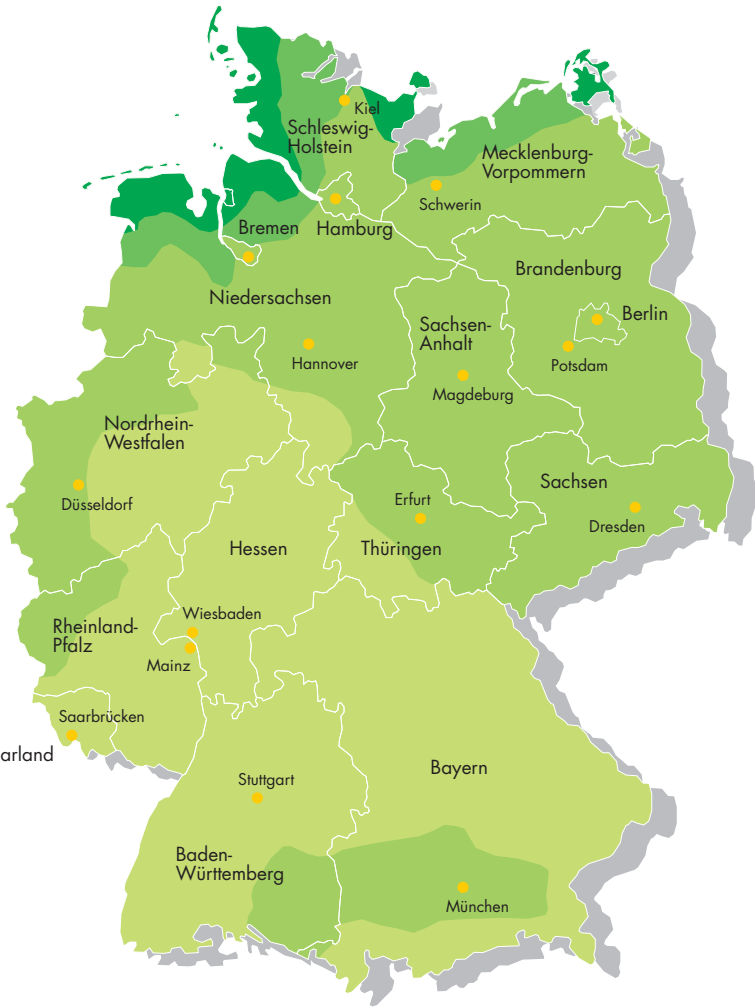 Kiel
Schleswig-
Holstein
Mecklenburg-
Vorpommern
Schwerin
Bremen
Hamburg
Brandenburg
Niedersachsen
Berlin
Sachsen-
Anhalt
Hannover
Potsdam
Magdeburg
Nordrhein-
Westfalen
Sachsen
Düsseldorf
Erfurt
Dresden
Hessen
Thüringen
Wiesbaden
Rheinland-
Pfalz
Mainz
Saarbrücken
arland
Bayern
Stuttgart
Baden-
Württemberg
München